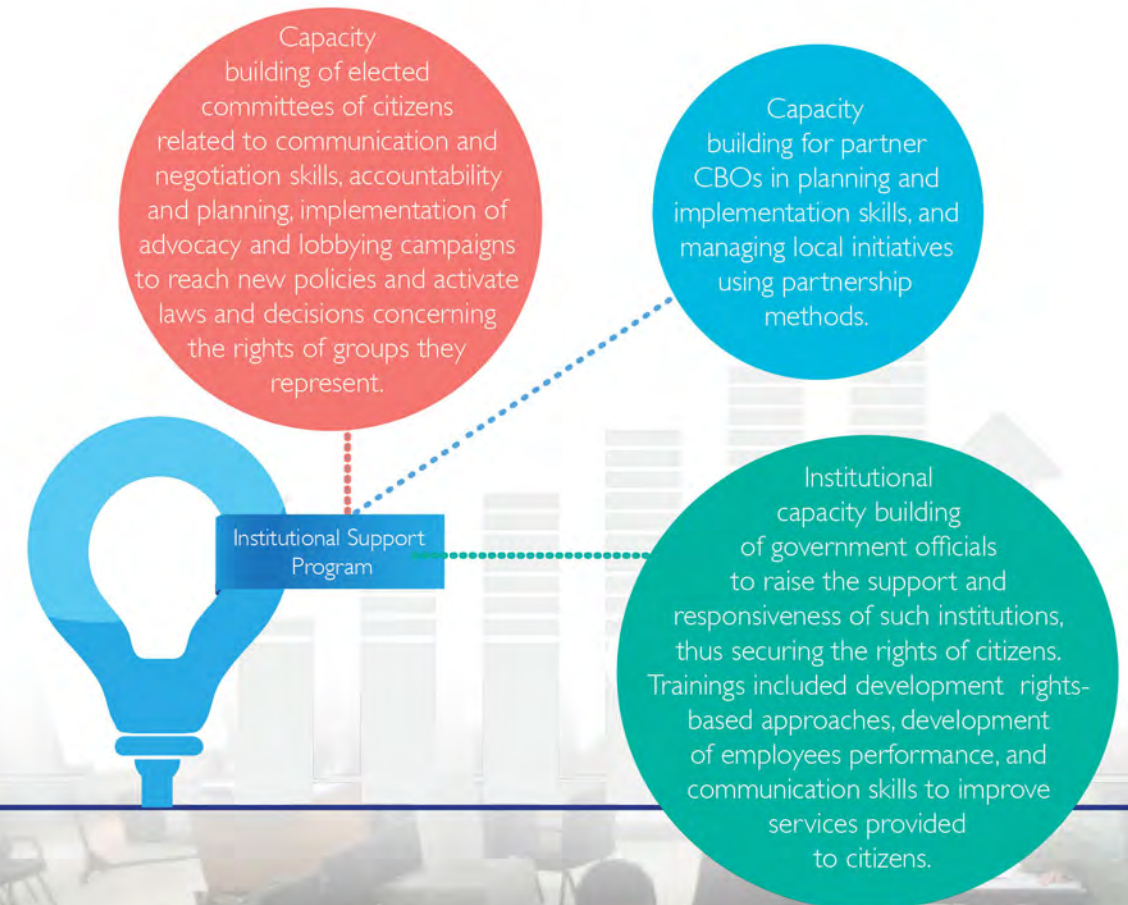 Capacity
building of elected
committees of citizens
related to communication and
negotiation skills, accountability
and planning, implementation of
advocacy and lobbying campaigns
to reach new policies and activate
laws and decisions concerning
the rights of groups they
represent.
Capacity
building for partner
CBOs in planning and
implementation skills, and
managing local initiatives
using partnership
methods.
Institutional Support
Program
Institutional
capacity building
of government officials
to raise the support and
responsiveness of such institutions,
thus securing the rights of citizens.
Trainings included development rights-
based approaches, development
of employees performance, and
communication skills to improve
services provided
to citizens.